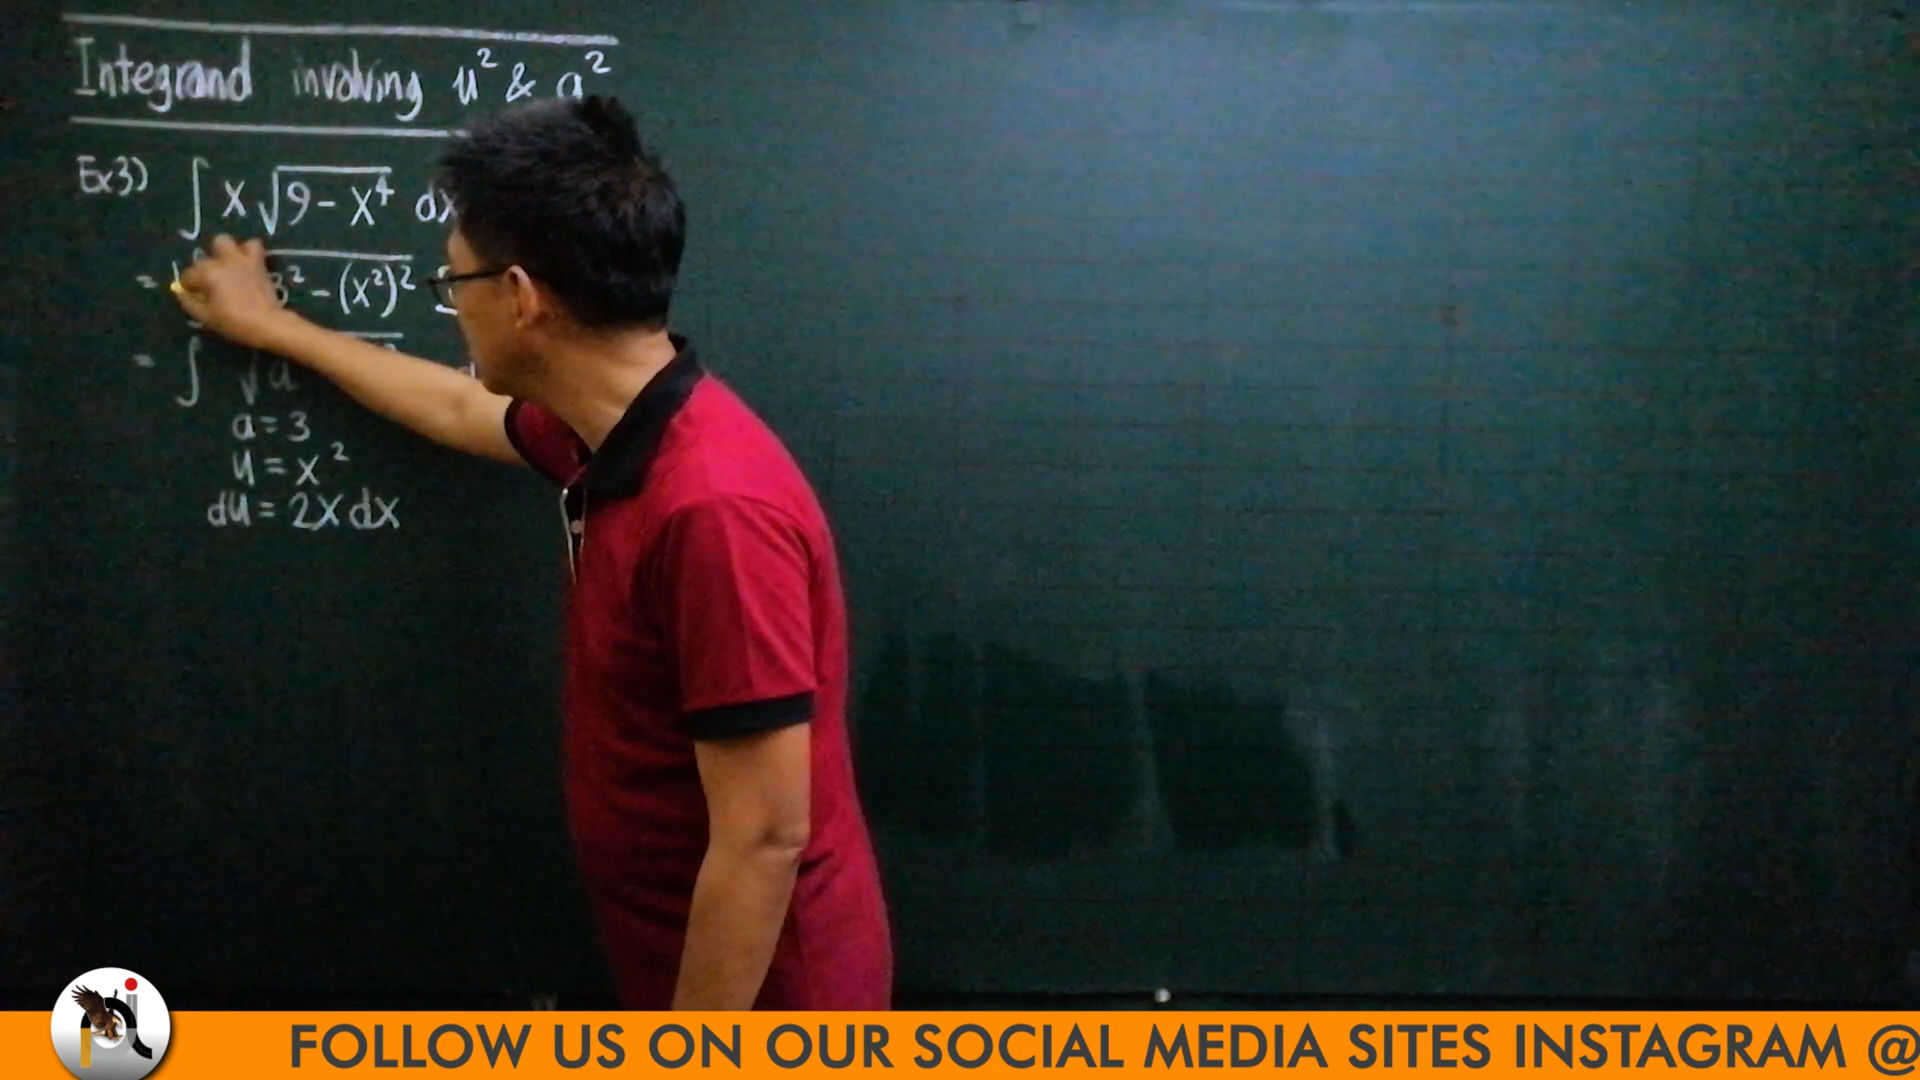 Integrand involving u² & a²
Ex3) ∫ x √9 - x⁴ dx
= 3² - (x²)²
= ∫ √a
a = 3
u = x²
du = 2x dx
FOLLOW US ON OUR SOCIAL MEDIA SITES INSTAGRAM @